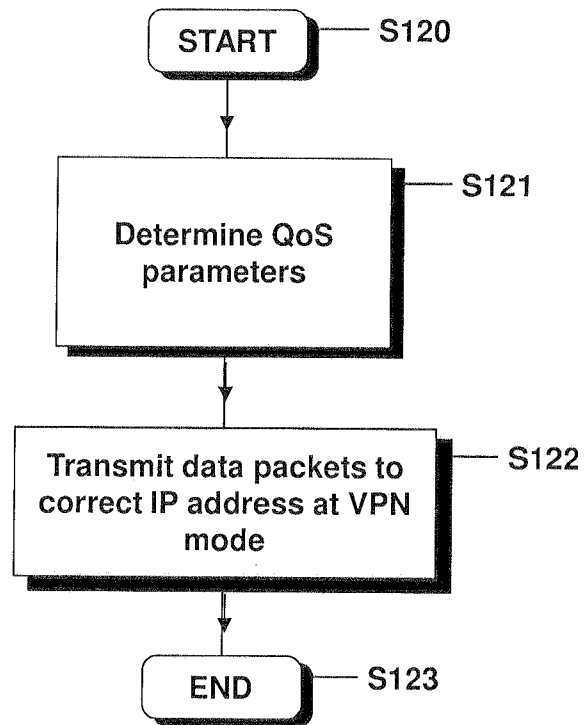 START
S120
Determine QoS
parameters
S121
Transmit data packets to
correct IP address at VPN
mode
S122
END
S123